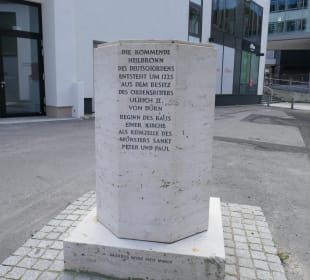 DIE KOMMENDE
HEILBRONN
DES DEUTSCHORDENS
ENTSTEHT UM 1225
AUS DEM BESITZ
DES ORDENSRITTERS
ULRICH II.
VON DÜRN
BEGINN DES BAUS
EINER KIRCHE
ALS KEIMZELLE DES
MÜNSTERS SANKT
PETER UND PAUL